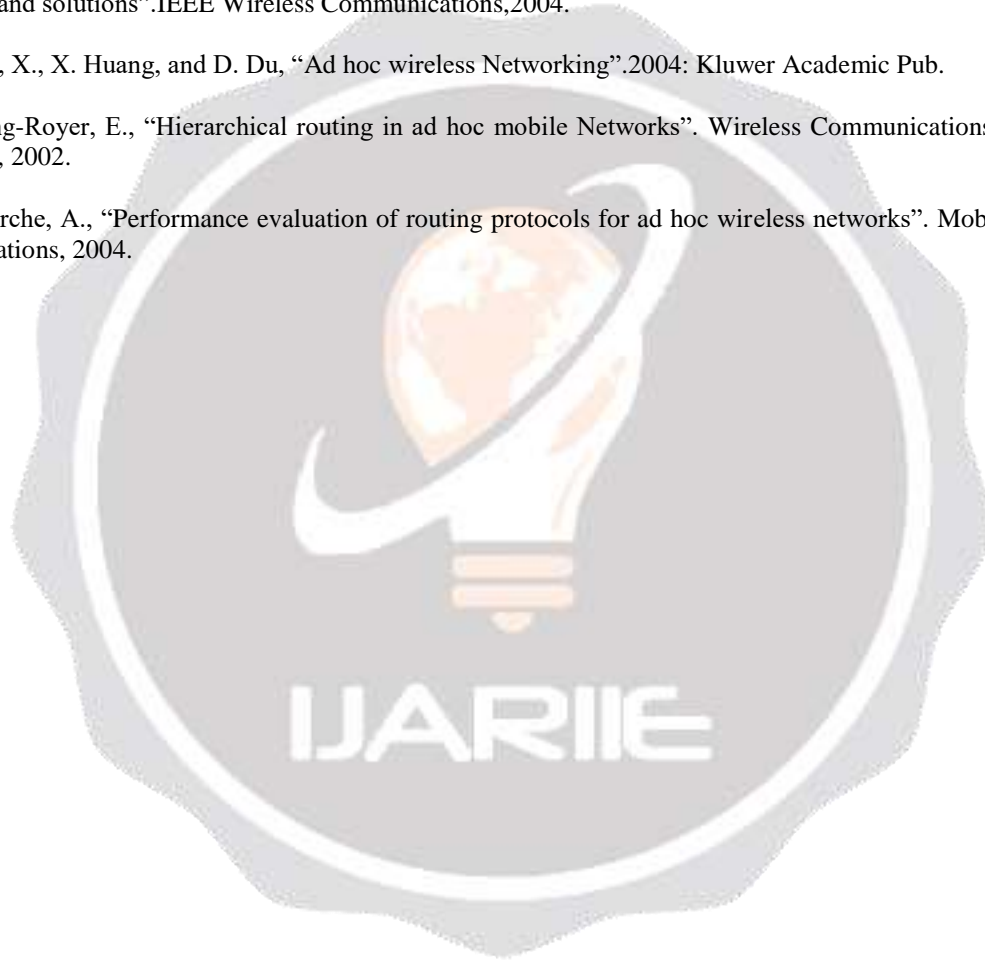 and solutions".IEEE Wireless Communications,2004.
, X., X. Huang, and D. Du, “Ad hoc wireless Networking”.2004: Kluwer Academic Pub.
ng-Royer, E., “Hierarchical routing in ad hoc mobile Networks”. Wireless Communications
, 2002.
rche, A., “Performance evaluation of routing protocols for ad hoc wireless networks”. Mob
ations, 2004.
IJARIIE